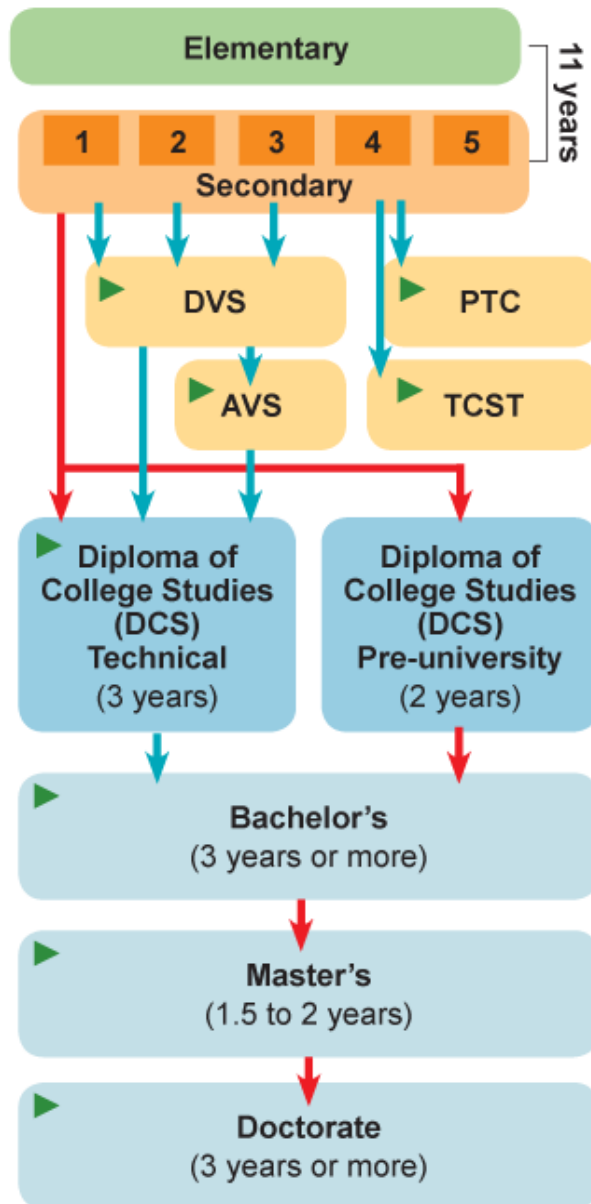 Elementary
11 years
1 2 3 4 5
Secondary
DVS
PTC
AVS
TCST
Diploma of
College Studies
(DCS)
Technical
(3 years)
Diploma of
College Studies
(DCS)
Pre-university
(2 years)
Bachelor’s
(3 years or more)
Master’s
(1.5 to 2 years)
Doctorate
(3 years or more)